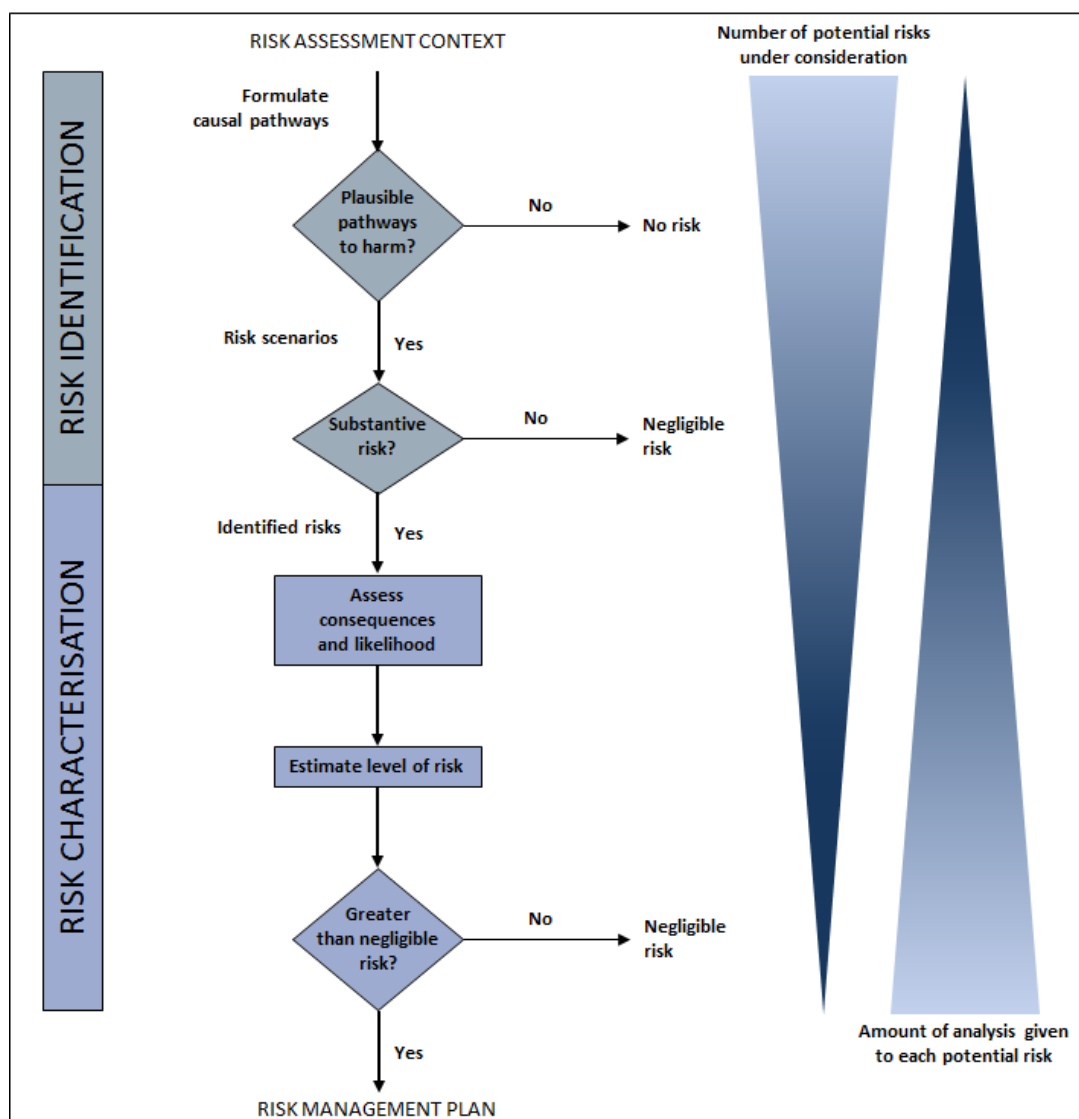 RISK ASSESSMENT CONTEXT
Number of potential risks
under consideration
RISK IDENTIFICATION
Formulate
causal pathways
Plausible
pathways
to harm?
No
No risk
Risk scenarios
Yes
Substantive
risk?
No
Negligible
risk
RISK CHARACTERISATION
Identified risks
Yes
Assess
consequences
and likelihood
Estimate level of risk
Greater
than negligible
risk?
No
Negligible
risk
Yes
RISK MANAGEMENT PLAN
Amount of analysis given
to each potential risk